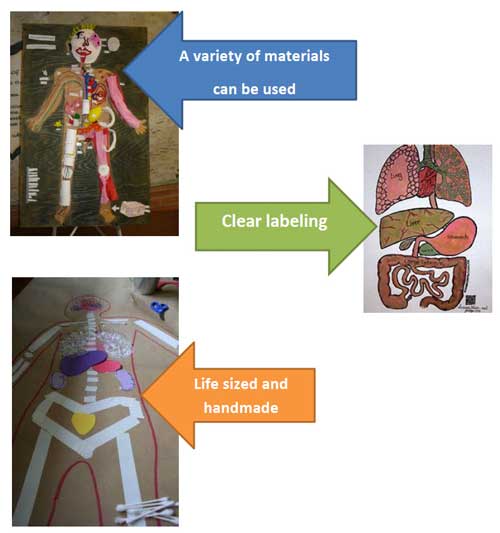 A variety of materials
can be used
Clear labeling
Lung
Liver
Stomach
Life sized and
handmade